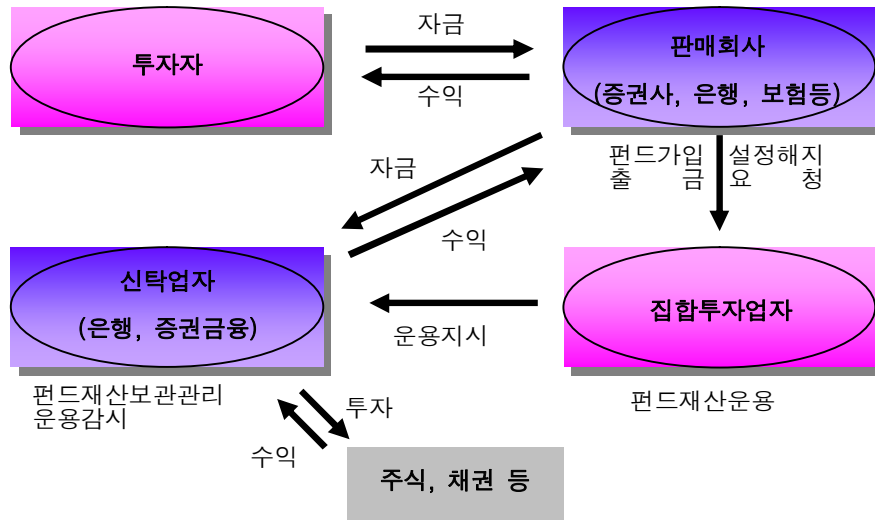 투자자
자금
수익
판매회사
(증권사, 은행, 보험등)
자금
수익
펀드가입
출 금
설정해지
요 청
신탁업자
(은행, 증권금융)
운용지시
집합투자업자
펀드재산보관관리
운용감시
펀드재산운용
투자
수익
주식, 채권 등